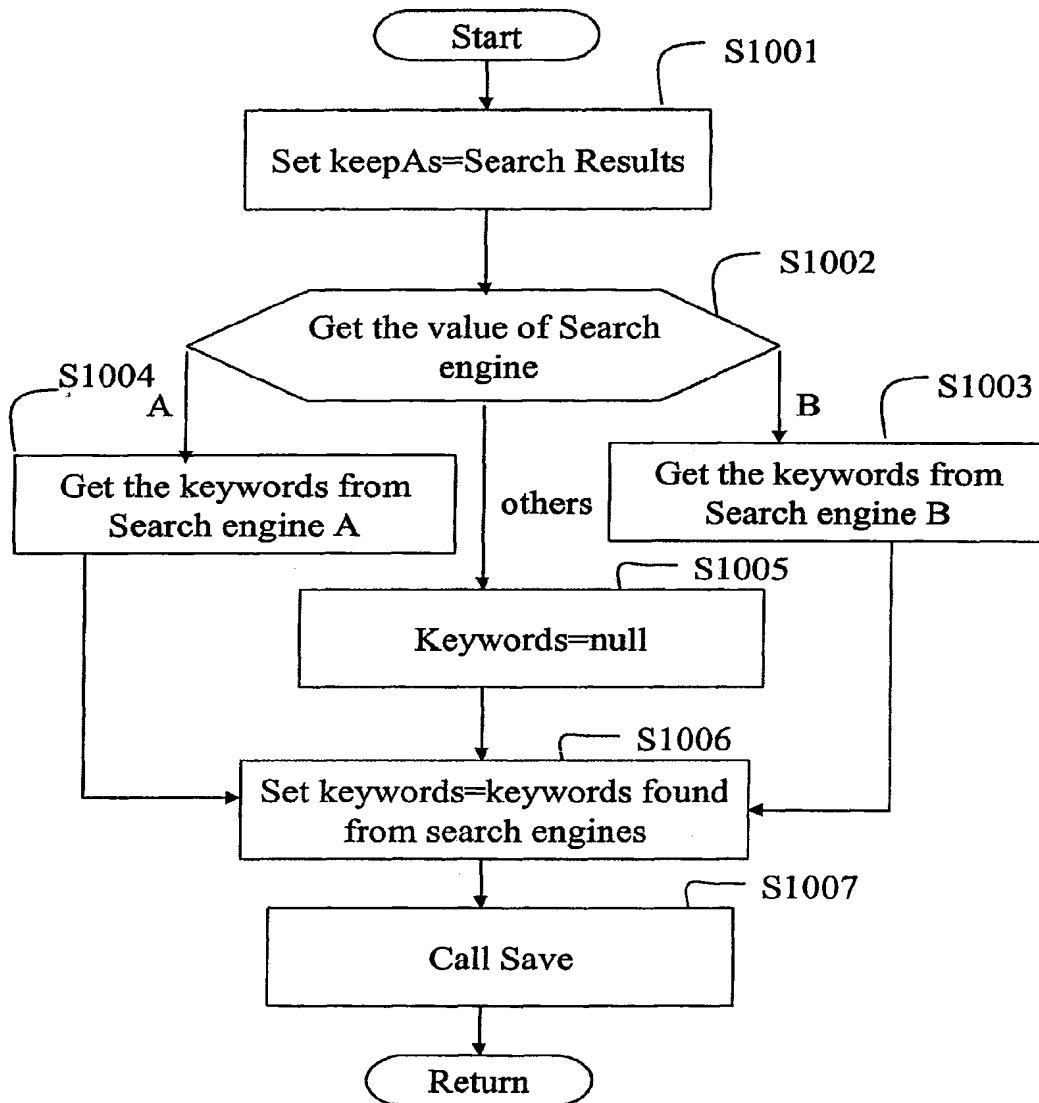 Start
S1001
Set keepAs=Search Results
S1002
Get the value of Search
engine
S1004
A
B
S1003
Get the keywords from
Search engine A
others
Get the keywords from
Search engine B
S1005
Keywords=null
S1006
Set keywords=keywords found
from search engines
S1007
Call Save
Return